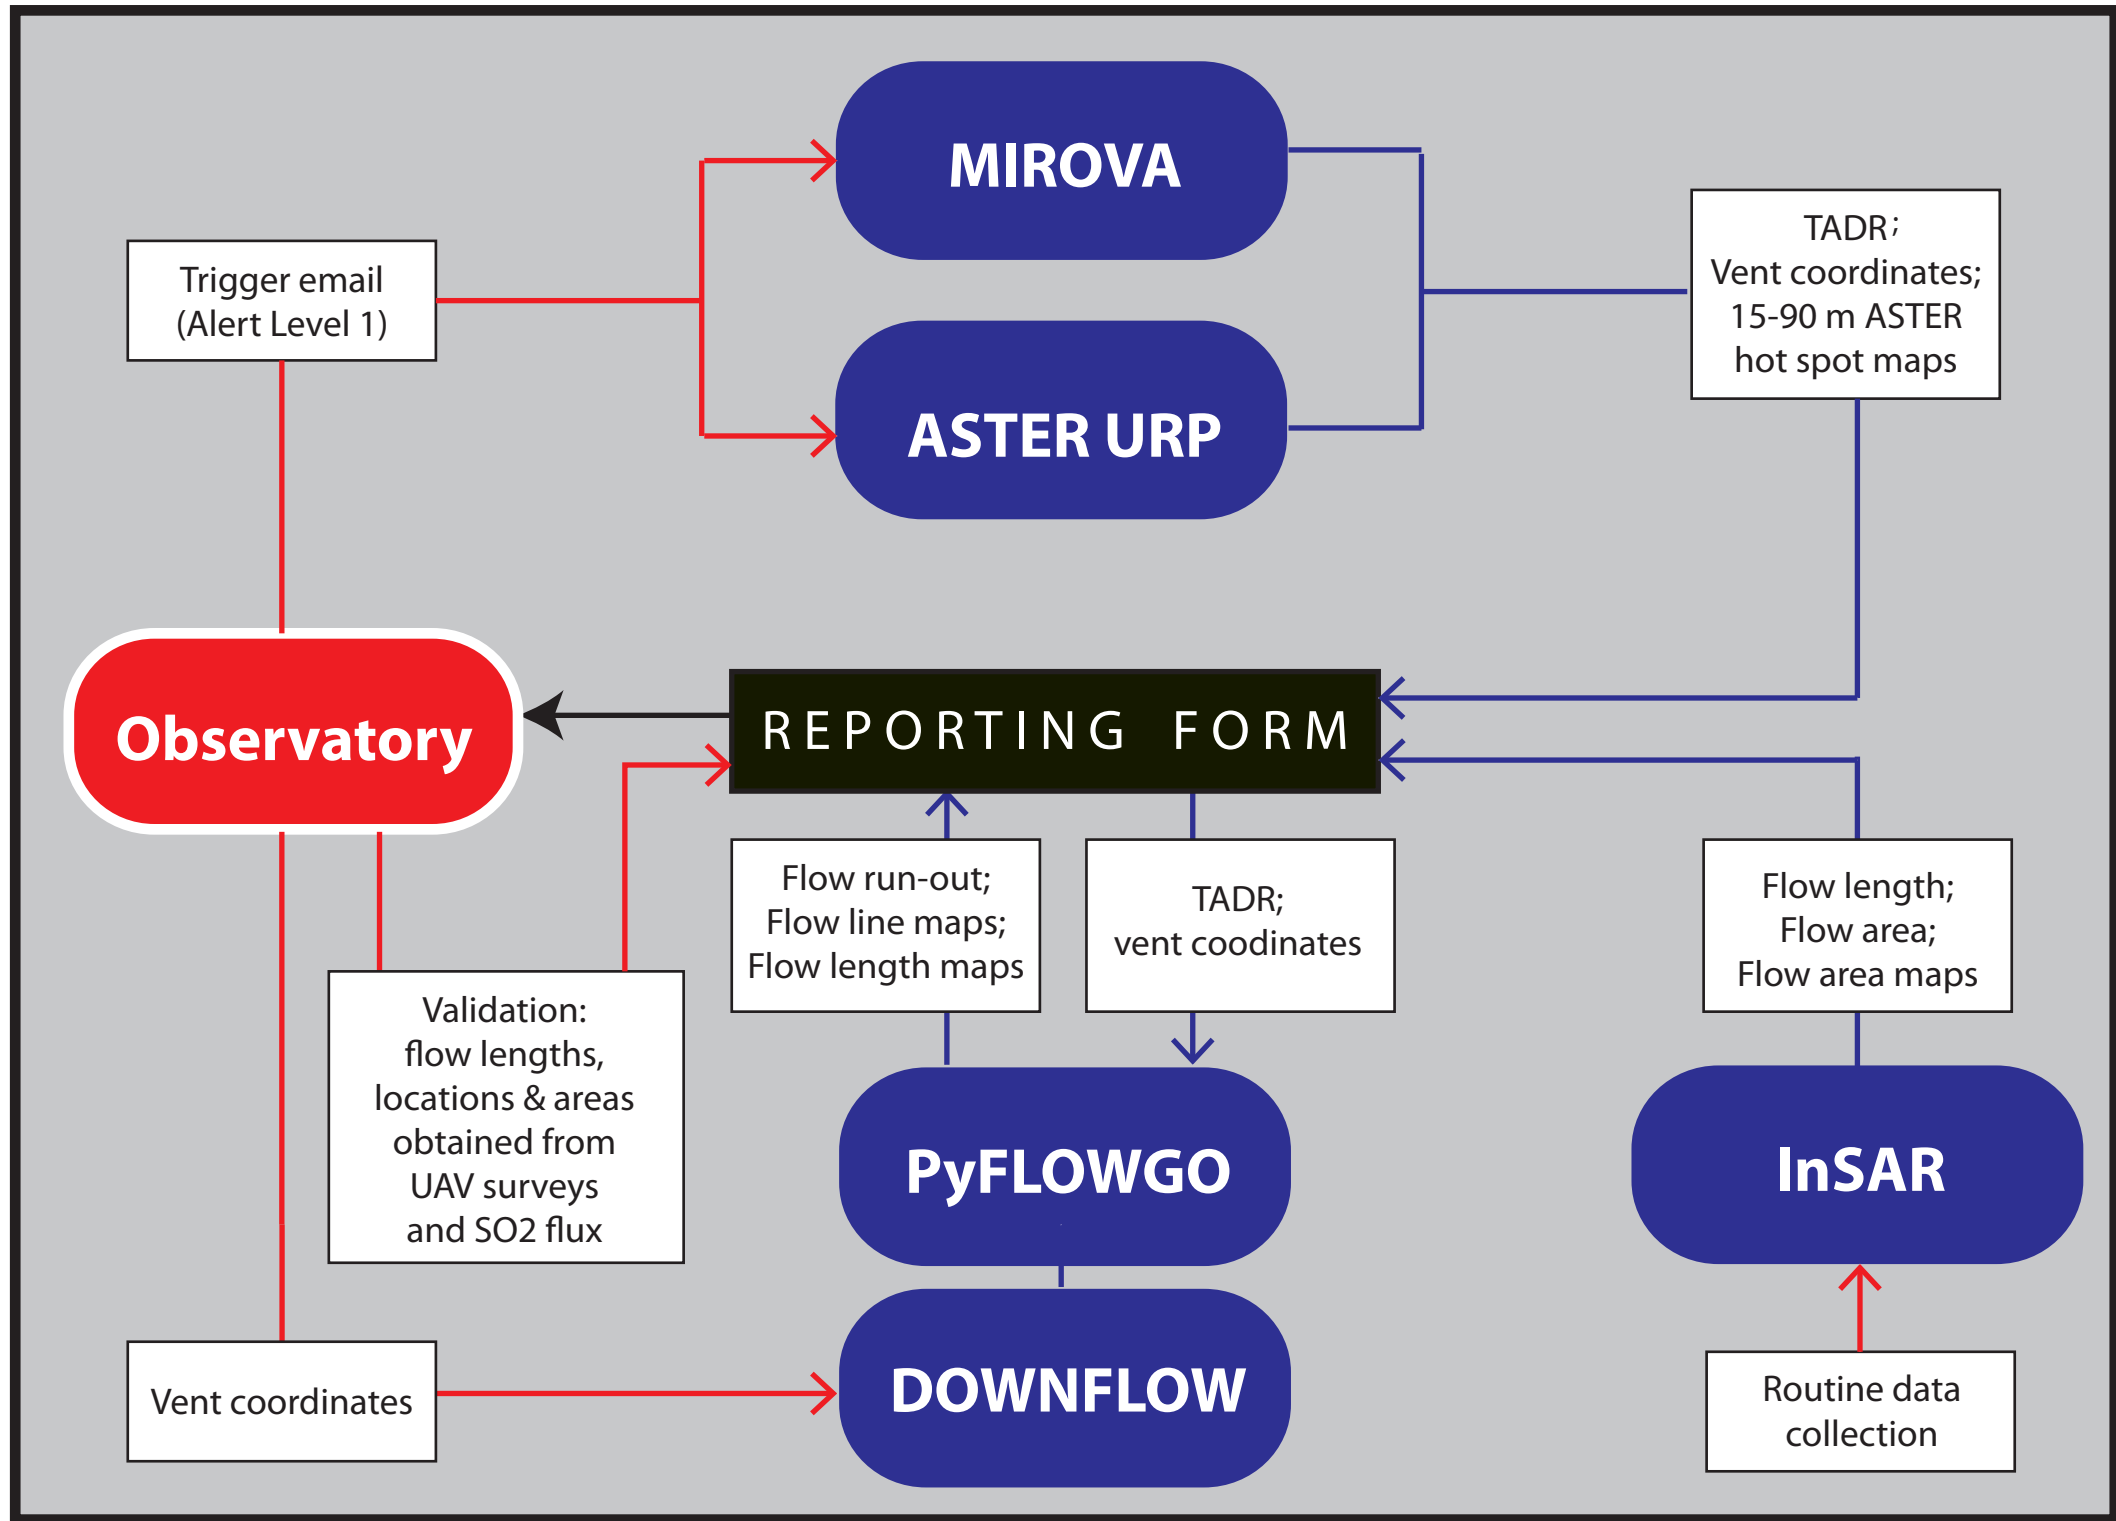 MIROVA
TADR;
Vent coordinates;
15-90 m ASTER
hot spot maps
Trigger email
(Alert Level 1)
ASTER URP
Observatory
REPORTING FORM
Flow run-out;
Flow line maps;
Flow length maps
TADR;
vent coodinates
Flow length;
Flow area;
Flow area maps
Validation:
flow lengths,
locations & areas
obtained from
UAV surveys
and SO2 flux
PyFLOWGO
InSAR
DOWNFLOW
Vent coordinates
Routine data
collection